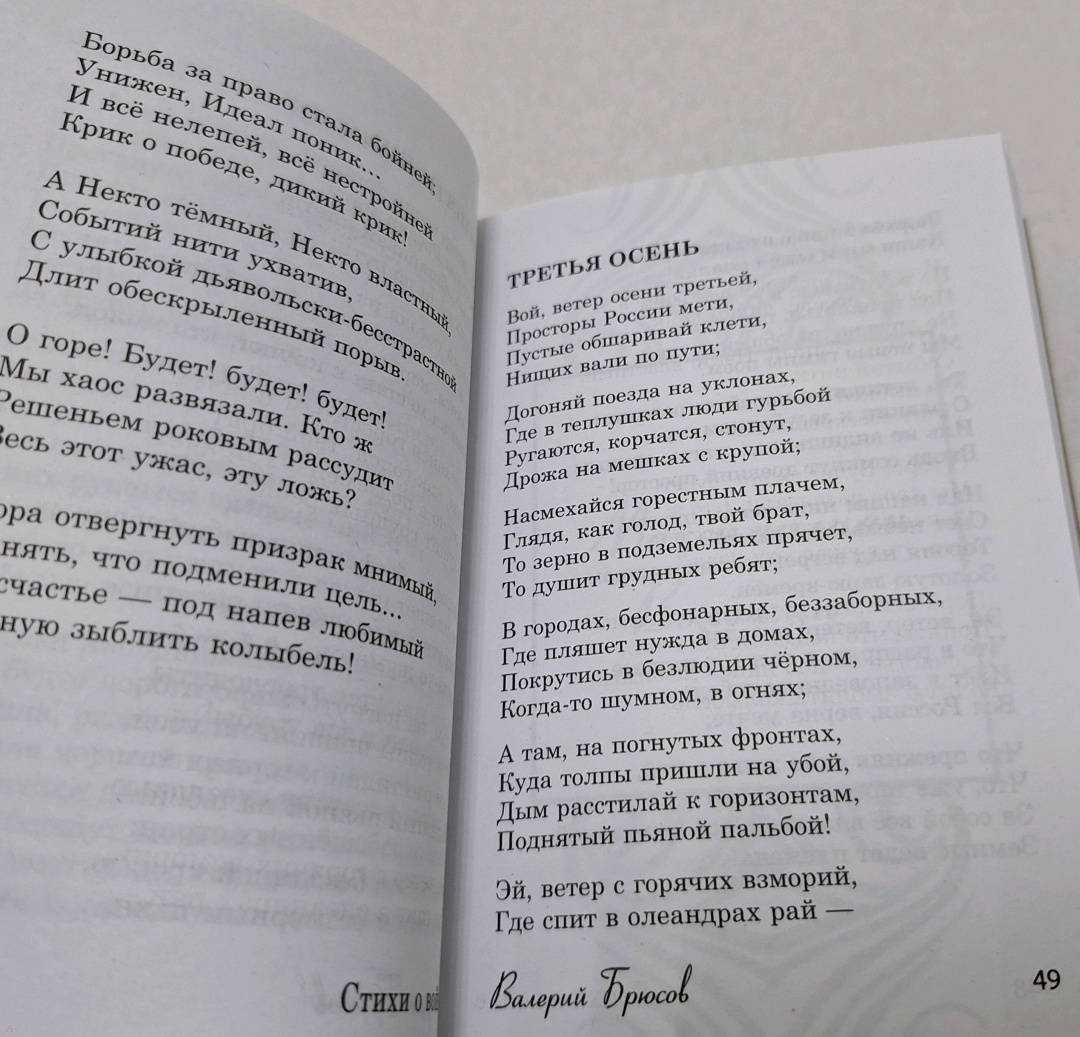 Борьба за право стала бойней;
Унижен, Идеал поник...
И всё нелепей, всё нестройней
Крик о победе, дикий крик!
А Некто тёмный, Некто властный,
Событий нити ухватив,
С улыбкой дьявольски-бесстрастной
Длит обескрыленный порыв.
О горе! Будет! будет! будет!
Мы хаос развязали. Кто ж
Решеньем роковым рассудит
Весь этот ужас, эту ложь?
отвергнуть призрак мнимый,
что подменили цель...
счастье — под напев любимый
зыблить колыбель!
Стихи о
ТРЕТЬЯ ОСЕНЬ
Вой, ветер осени третьей,
Просторы России мети,
Пустые обшаривай клети,
Нищих вали по пути;
Догоняй поезда на уклонах,
Где в теплушках люди гурьбой
Ругаются, корчатся, стонут,
Дрожа на мешках с крупой;
Насмехайся горестным плачем,
Глядя, как голод, твой брат,
То зерно в подземельях прячет,
То душит грудных ребят;
В городах, бесфонарных, беззаборных,
Где пляшет нужда в домах,
Покрутись в безлюдии чёрном,
Когда-то шумном, в огнях;
А там, на погнутых фронтах,
Куда толпы пришли на убой,
Дым расстилай к горизонтам,
Поднятый пьяной пальбой!
Эй, ветер с горячих взморий,
Где спит в олеандрах рай —
Валерий Брюсов
49